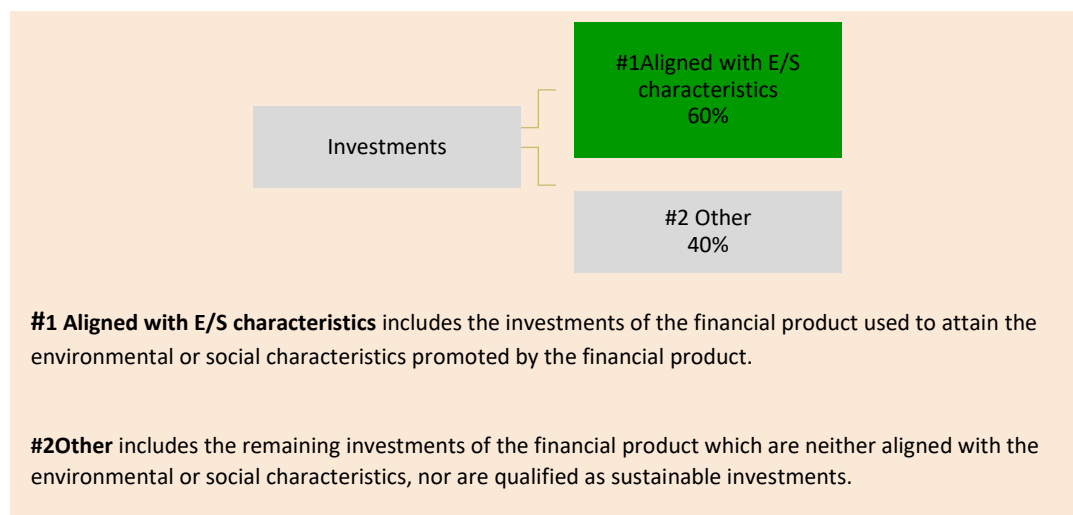 #1Aligned with E/S
characteristics
60%
Investments
#2 Other
40%
#1 Aligned with E/S characteristics includes the investments of the financial product used to attain the
environmental or social characteristics promoted by the financial product.
#2Other includes the remaining investments of the financial product which are neither aligned with the
environmental or social characteristics, nor are qualified as sustainable investments.